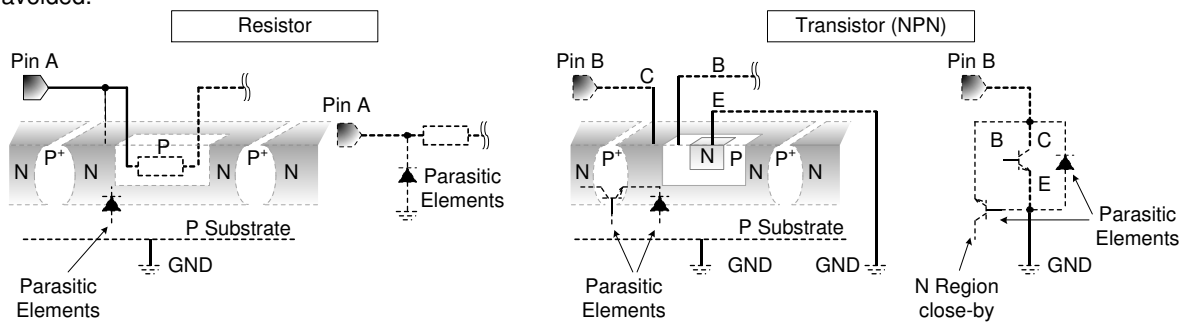 avoided.
Resistor
Pin A
N
P+
N
P
N
P+
N
P Substrate
GND
Parasitic
Elements
Pin A
Parasitic
Elements
Transistor (NPN)
Pin B
C
B
E
N
P+
N
N
P
N
P+
N
P Substrate
GND
GND
Parasitic
Elements
Pin B
B
C
E
Parasitic
Elements
GND
N Region
close-by